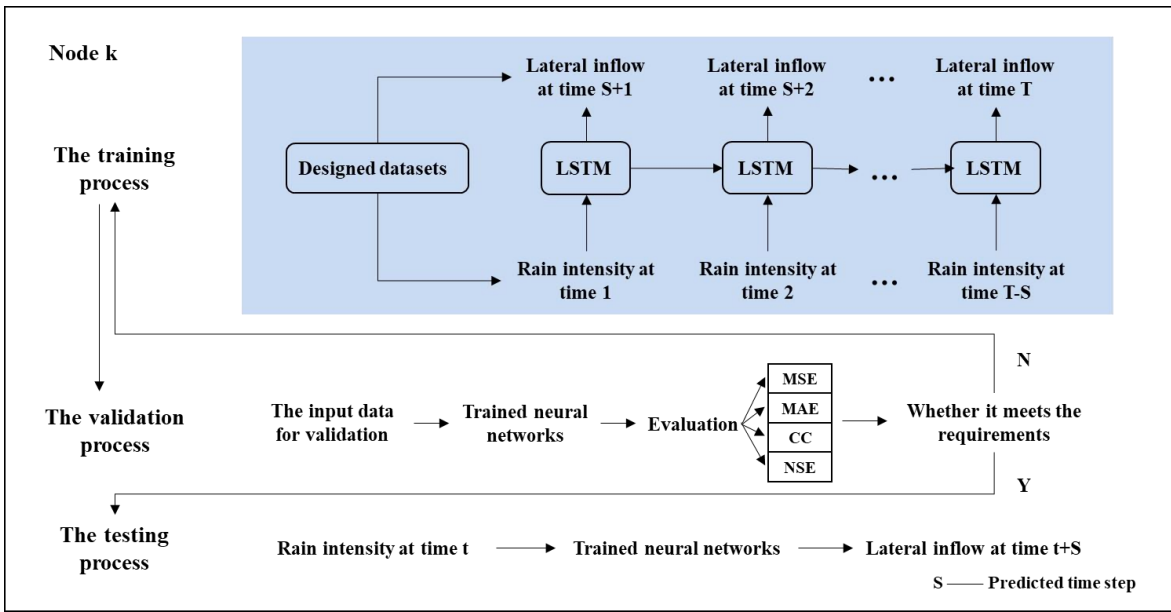 Node k
Lateral inflow
at time S+1
Lateral inflow
at time S+2
...
Lateral inflow
at time T
The training
process
Designed datasets
LSTM
LSTM
...
LSTM
Rain intensity at
time 1
Rain intensity at
time 2
...
Rain intensity at
time T-S
N
The validation
process
The input data
for validation
Trained neural
networks
Evaluation
MSE
MAE
CC
NSE
Whether it meets the
requirements
Y
The testing
process
Rain intensity at time t
Trained neural networks
Lateral inflow at time t+S
S —— Predicted time step